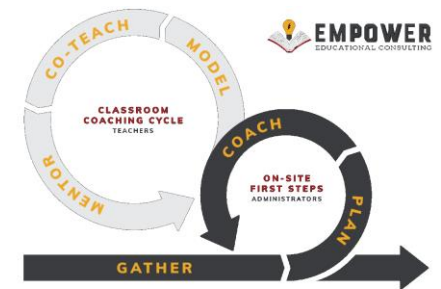 EMPOWER
EDUCATIONAL CONSULTING
CO-TEACH
MODEL
MENTOR
CLASSROOM
COACHING CYCLE
TEACHERS
COACH
PLAN
ON-SITE
FIRST STEPS
ADMINISTRATORS
GATHER